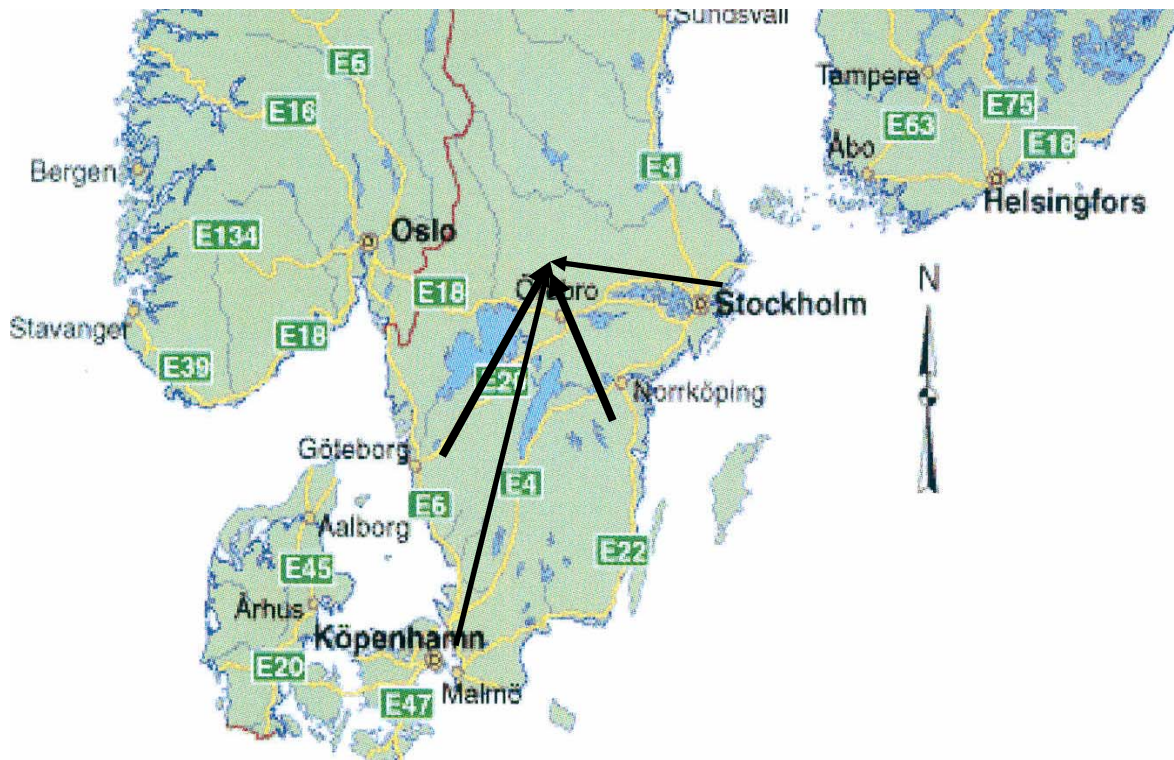 Sundsvall
E6
Tampere
E16
E75
E63
E18
Åbo
E4
Bergen
Helsingfors
Oslo
E134
N
E18
Örebro
Stockholm
Stavanger
E18
E39
E20
Norrköping
Göteborg
E4
E6
Aalborg
E22
E45
Århus
Köpenhamn
E20
Malmö
E47